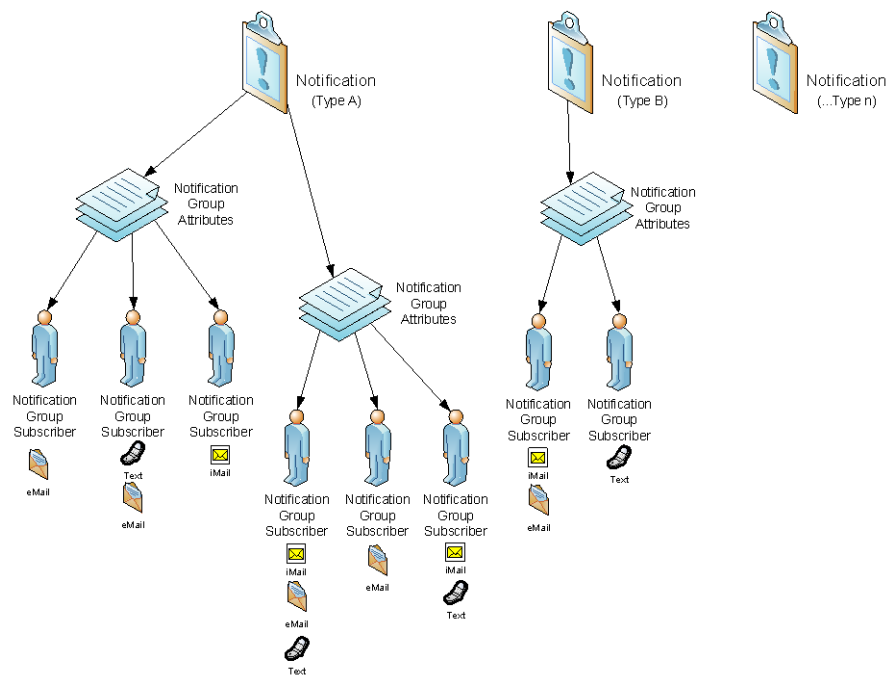 Notification
(Type A)
Notification
(Type B)
Notification
(...Type n)
Notification
Group
Attributes
Notification
Group
Attributes
Notification
Group
Attributes
Notification
Group
Subscriber
eMail
Notification
Group
Subscriber
Text
eMail
Notification
Group
Subscriber
iMail
Notification
Group
Subscriber
iMail
eMail
Text
Notification
Group
Subscriber
eMail
Notification
Group
Subscriber
iMail
Text
Notification
Group
Subscriber
iMail
eMail
Notification
Group
Subscriber
Text